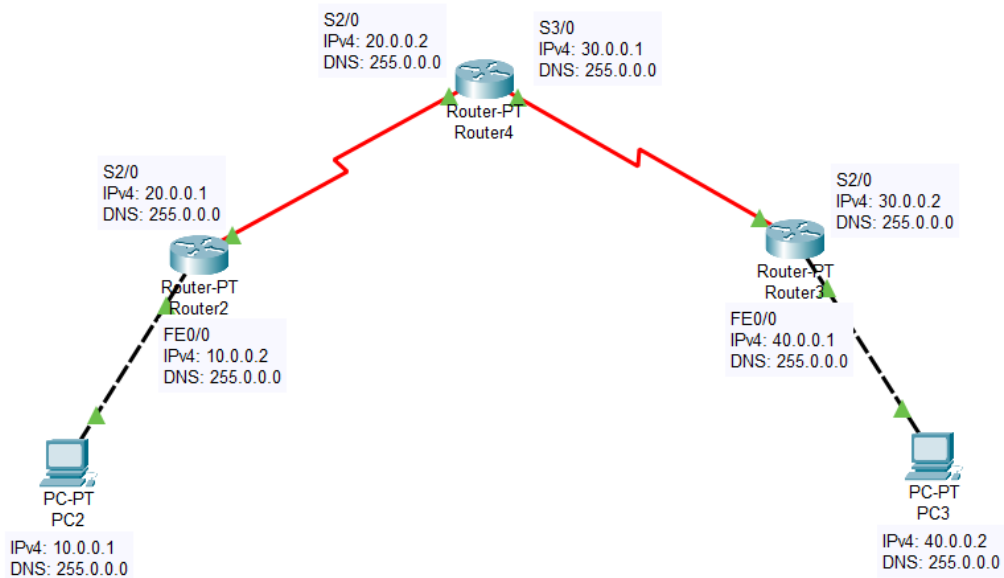 S2/0
IPv4: 20.0.0.2
DNS: 255.0.0.0
S3/0
IPv4: 30.0.0.1
DNS: 255.0.0.0
Router-PT
Router4
S2/0
IPv4: 20.0.0.1
DNS: 255.0.0.0
Router-PT
Router2
S2/0
IPv4: 30.0.0.2
DNS: 255.0.0.0
Router-PT
Router3
FE0/0
IPv4: 10.0.0.2
DNS: 255.0.0.0
FE0/0
IPv4: 40.0.0.1
DNS: 255.0.0.0
PC-PT
PC2
IPv4: 10.0.0.1
DNS: 255.0.0.0
PC-PT
PC3
IPv4: 40.0.0.2
DNS: 255.0.0.0